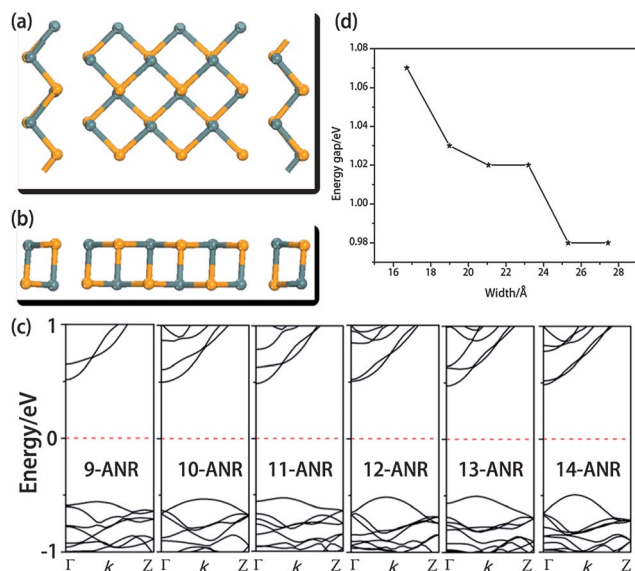 (a)
(b)
(d)
1.08
1.06
1.04
1.02
1.00
0.98
Energy gap/eV
16 18 20 22 24 26 28
Width/Å
(c)
1
0
-1
Energy/eV
9-ANR 10-ANR 11-ANR 12-ANR 13-ANR 14-ANR
Γ k Z Γ k Z Γ k Z Γ k Z Γ k Z Γ k Z